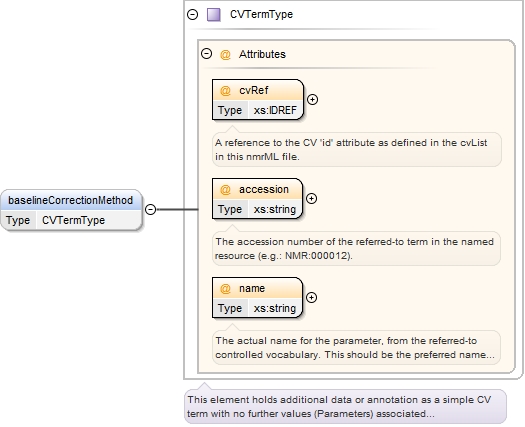 CVTermType
@ Attributes
@ cvRef
Type xs:IDREF
A reference to the CV 'id' attribute as defined in the cvList
in this nmrML file.
@ accession
Type xs:string
The accession number of the referred-to term in the named
resource (e.g.: NMR:000012).
baselineCorrectionMethod
Type CVTermType
@ name
Type xs:string
The actual name for the parameter, from the referred-to
controlled vocabulary. This should be the preferred name...
This element holds additional data or annotation as a simple CV
term with no further values (Parameters) associated...